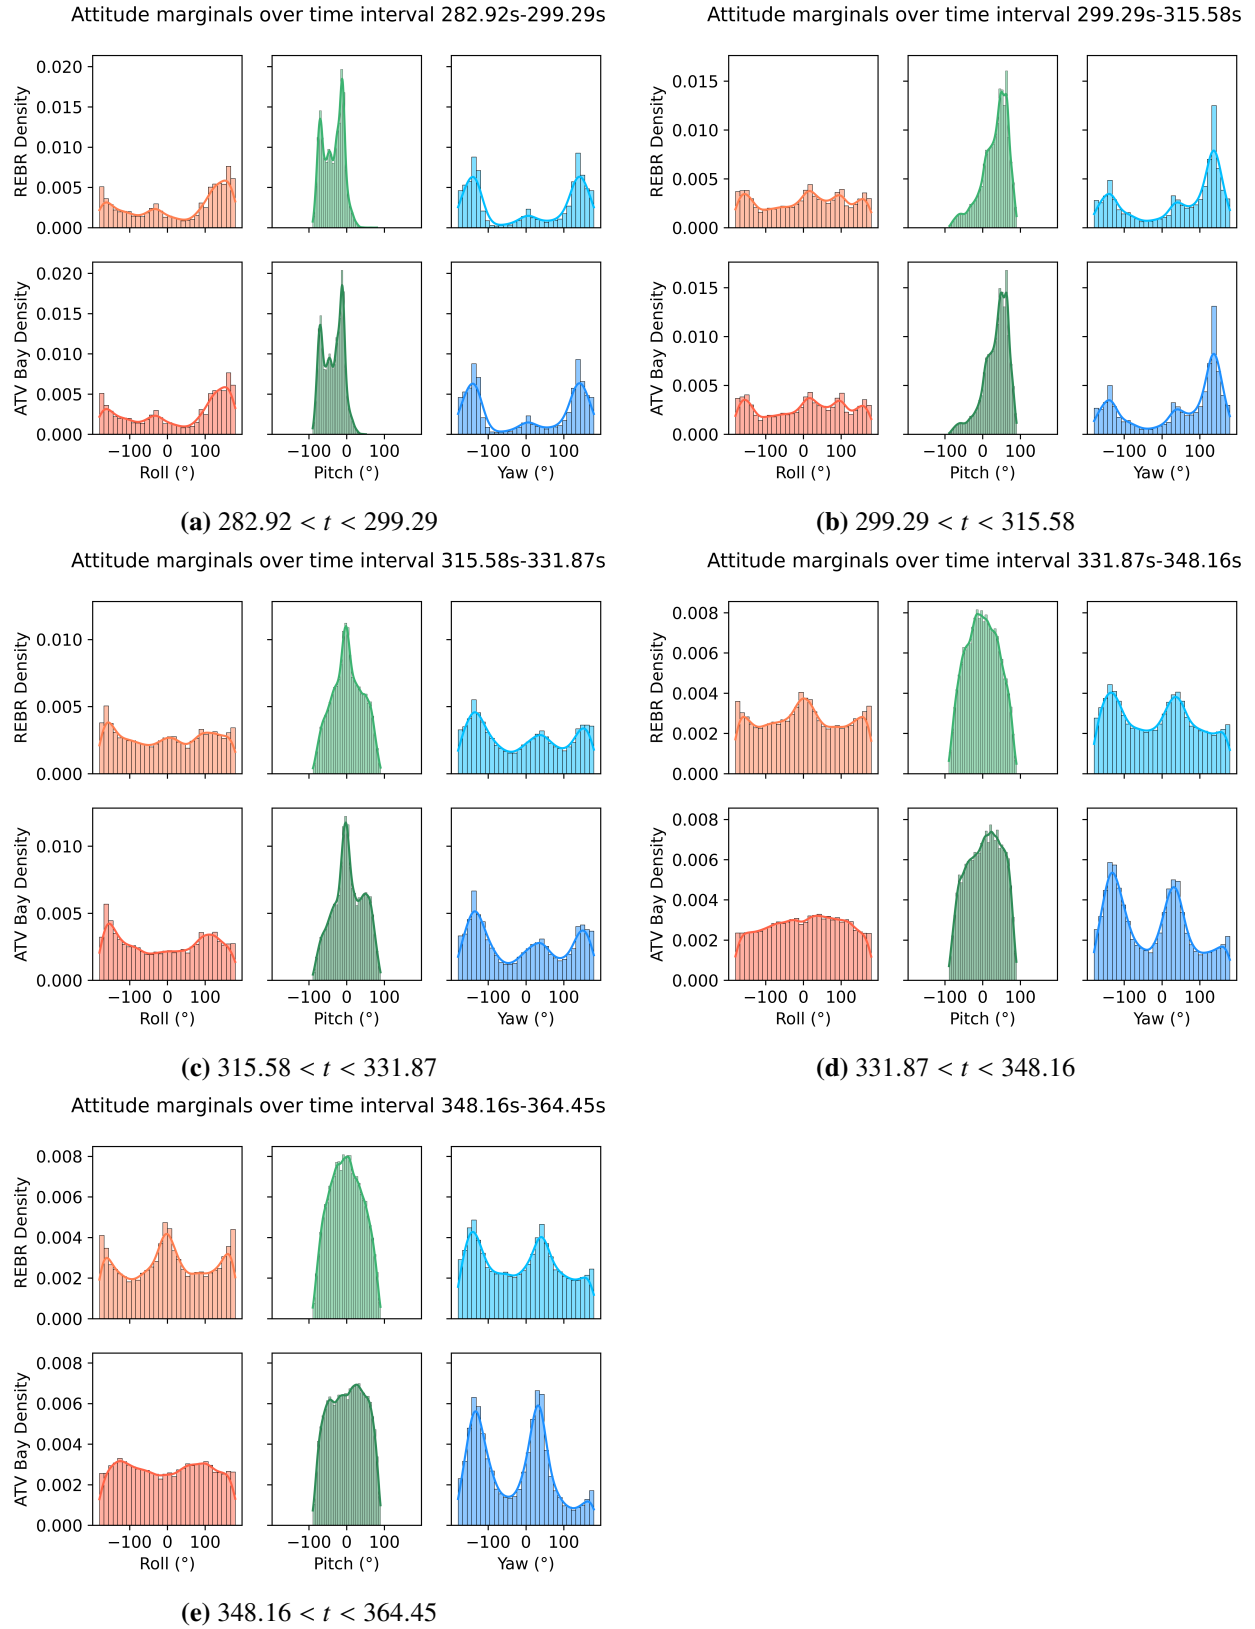 Attitude marginals over time interval 282.92s-299.29s
REBR Density
0.020
0.015
0.010
0.005
0.000
ATV Bay Density
0.020
0.015
0.010
0.005
0.000
−100 0 100
Roll (°)
−100 0 100
Pitch (°)
−100 0 100
Yaw (°)
(a) 282.92 < t < 299.29
Attitude marginals over time interval 299.29s-315.58s
REBR Density
0.015
0.010
0.005
0.000
ATV Bay Density
0.015
0.010
0.005
0.000
−100 0 100
Roll (°)
−100 0 100
Pitch (°)
−100 0 100
Yaw (°)
(b) 299.29 < t < 315.58
Attitude marginals over time interval 315.58s-331.87s
REBR Density
0.010
0.005
0.000
ATV Bay Density
0.010
0.005
0.000
−100 0 100
Roll (°)
−100 0 100
Pitch (°)
−100 0 100
Yaw (°)
(c) 315.58 < t < 331.87
Attitude marginals over time interval 331.87s-348.16s
REBR Density
0.008
0.006
0.004
0.002
0.000
ATV Bay Density
0.008
0.006
0.004
0.002
0.000
−100 0 100
Roll (°)
−100 0 100
Pitch (°)
−100 0 100
Yaw (°)
(d) 331.87 < t < 348.16
Attitude marginals over time interval 348.16s-364.45s
REBR Density
0.008
0.006
0.004
0.002
0.000
ATV Bay Density
0.008
0.006
0.004
0.002
0.000
−100 0 100
Roll (°)
−100 0 100
Pitch (°)
−100 0 100
Yaw (°)
(e) 348.16 < t < 364.45